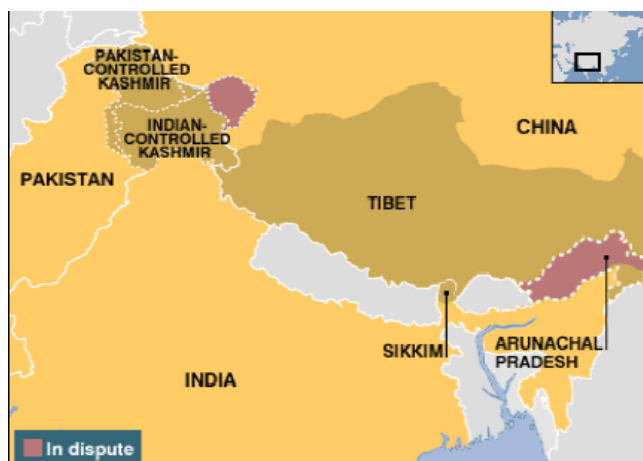 PAKISTAN-
CONTROLLED
KASHMIR
INDIAN-
CONTROLLED
KASHMIR
CHINA
PAKISTAN
TIBET
SIKKIM
ARUNACHAL
PRADESH
INDIA
In dispute